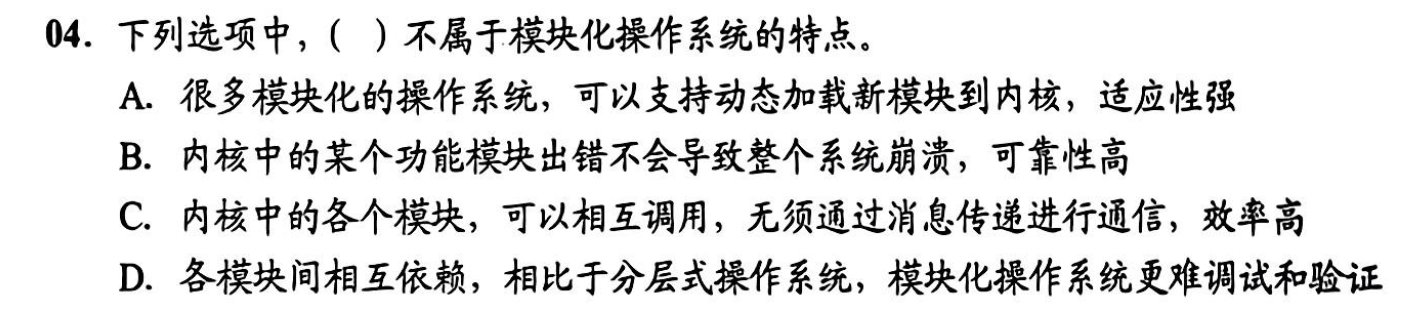 04. 下列选项中，( ) 不属于模块化操作系统的特点。
A. 很多模块化的操作系统，可以支持动态加载新模块到内核，适应性强
B. 内核中的某个功能模块出错不会导致整个系统崩溃，可靠性高
C. 内核中的各个模块，可以相互调用，无须通过消息传递进行通信，效率高
D. 各模块间相互依赖，相比于分层式操作系统，模块化操作系统更难调试和验证